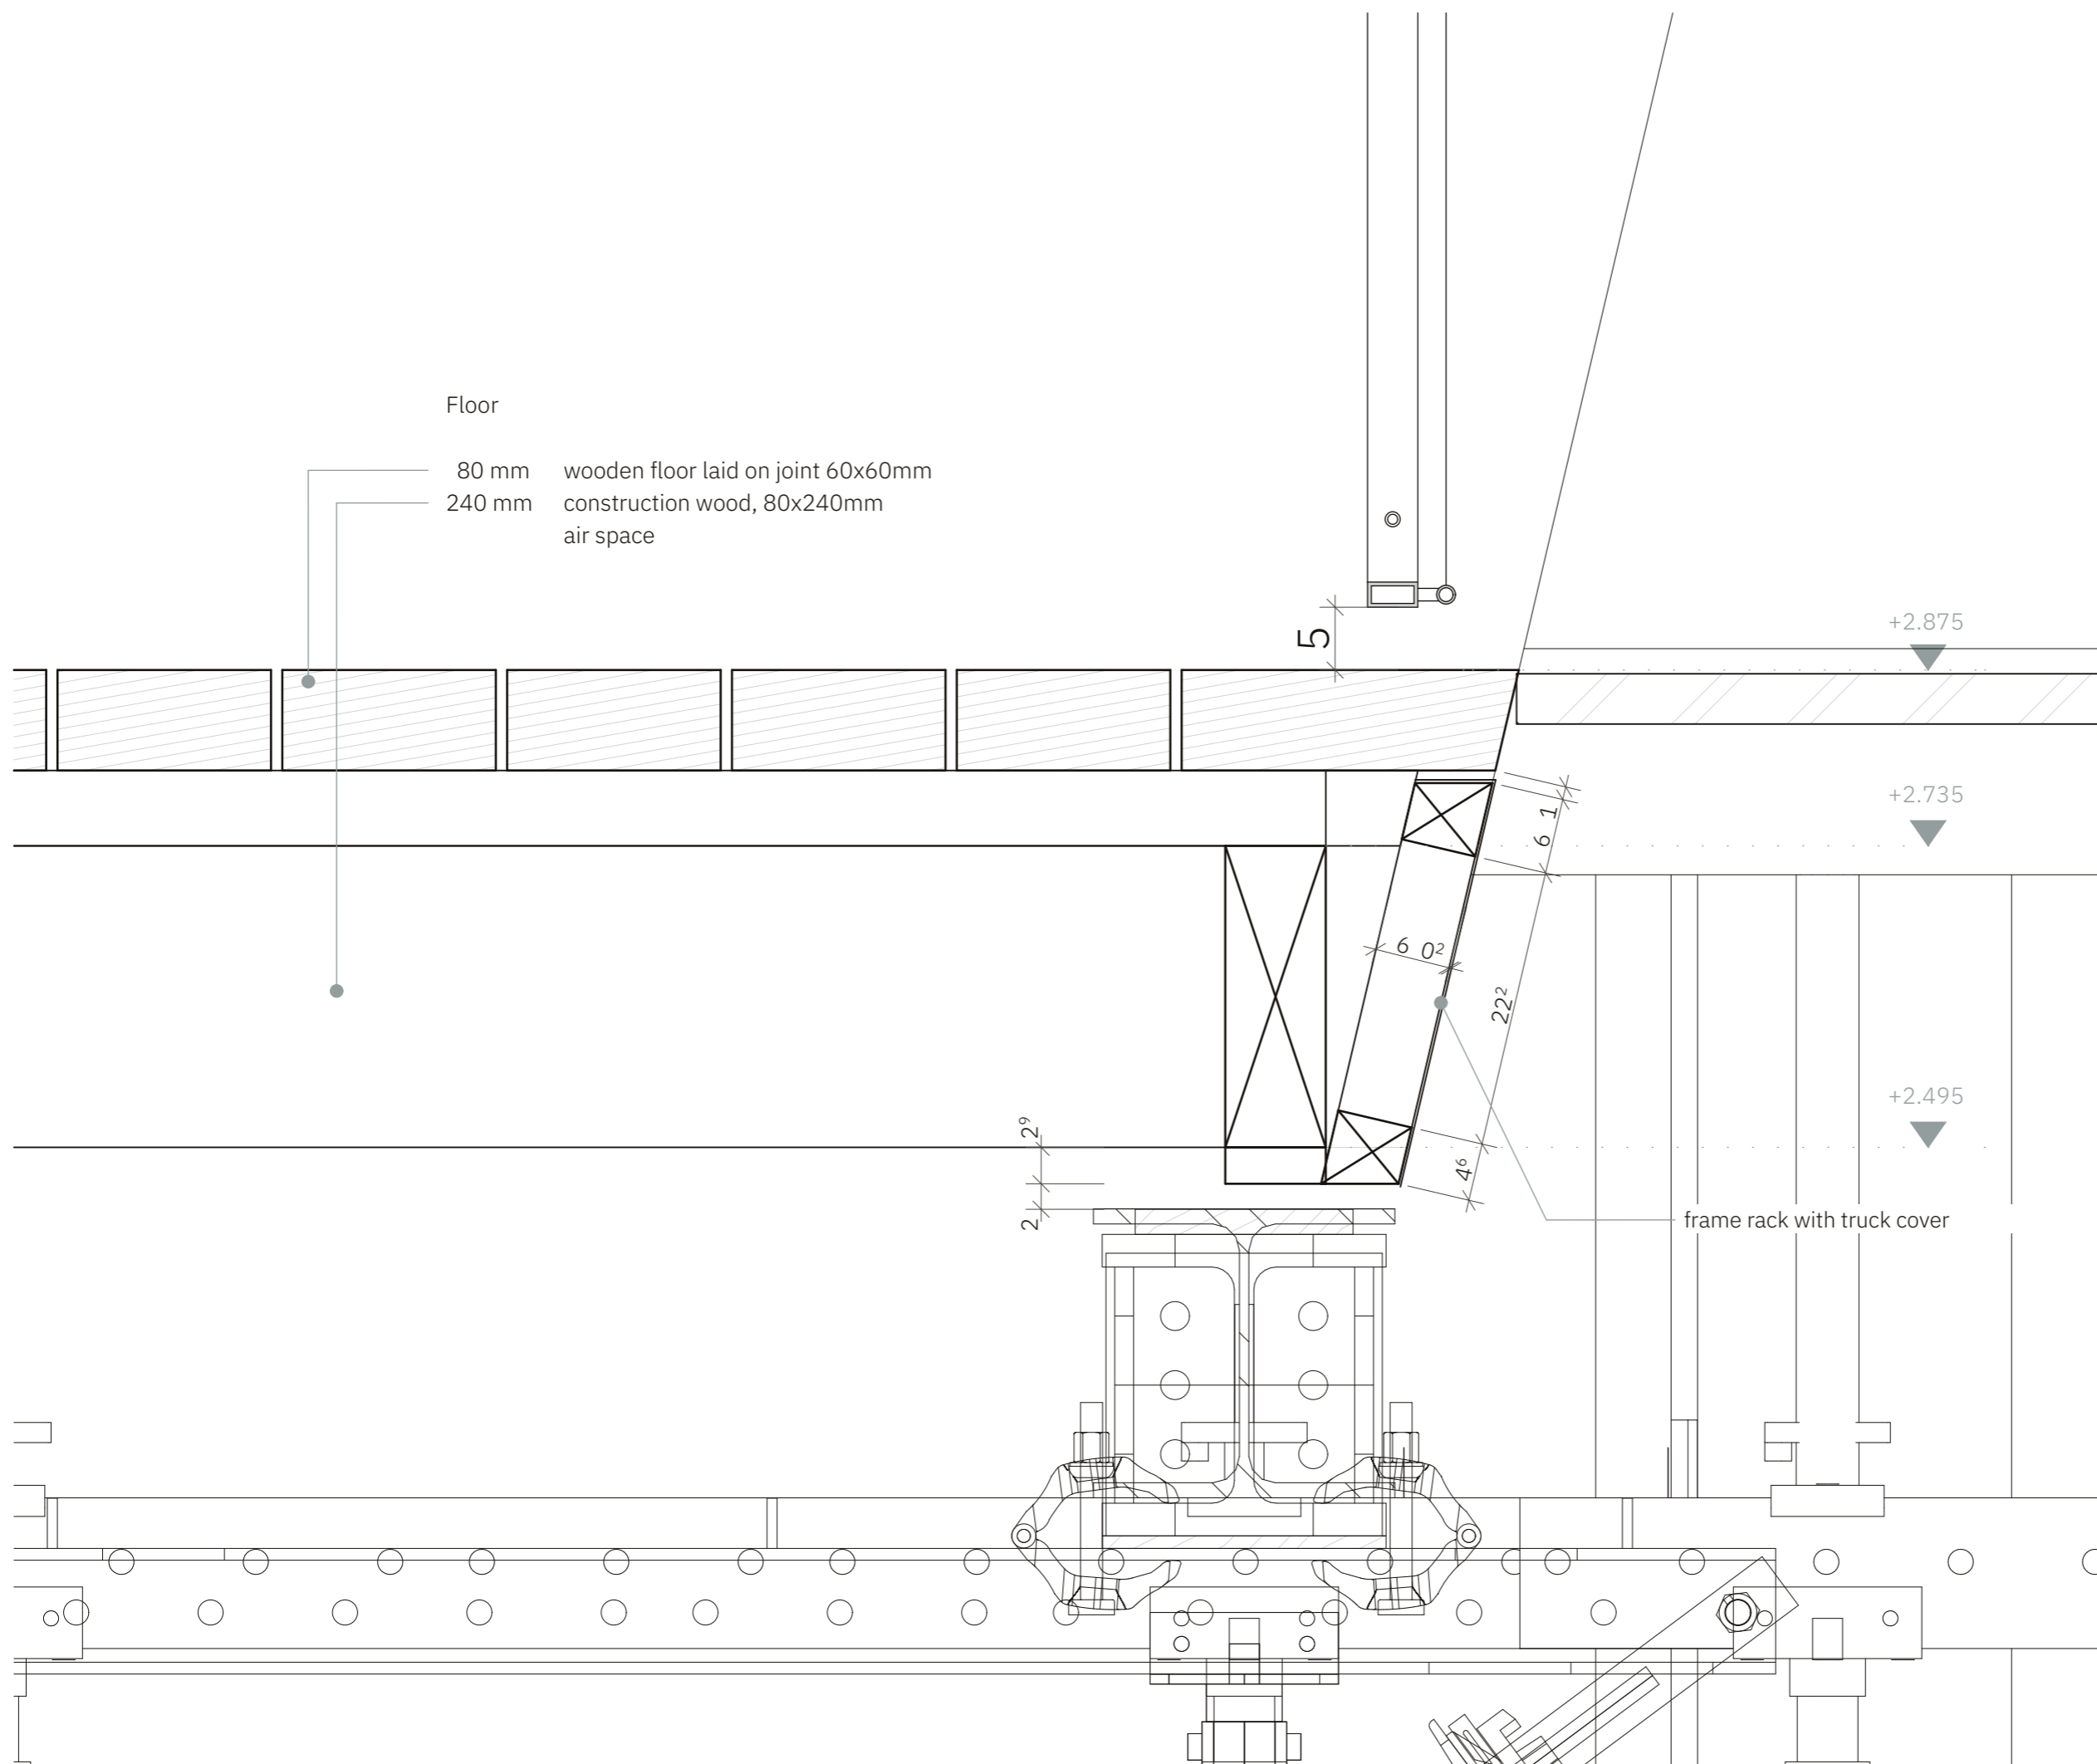 Floor
80 mm wooden floor laid on joint 60x60mm
240 mm construction wood, 80x240mm
air space
5
+2.875
+2.735
1
6
6 0²
22²
+2.495
2⁹
4⁶
2
frame rack with truck cover